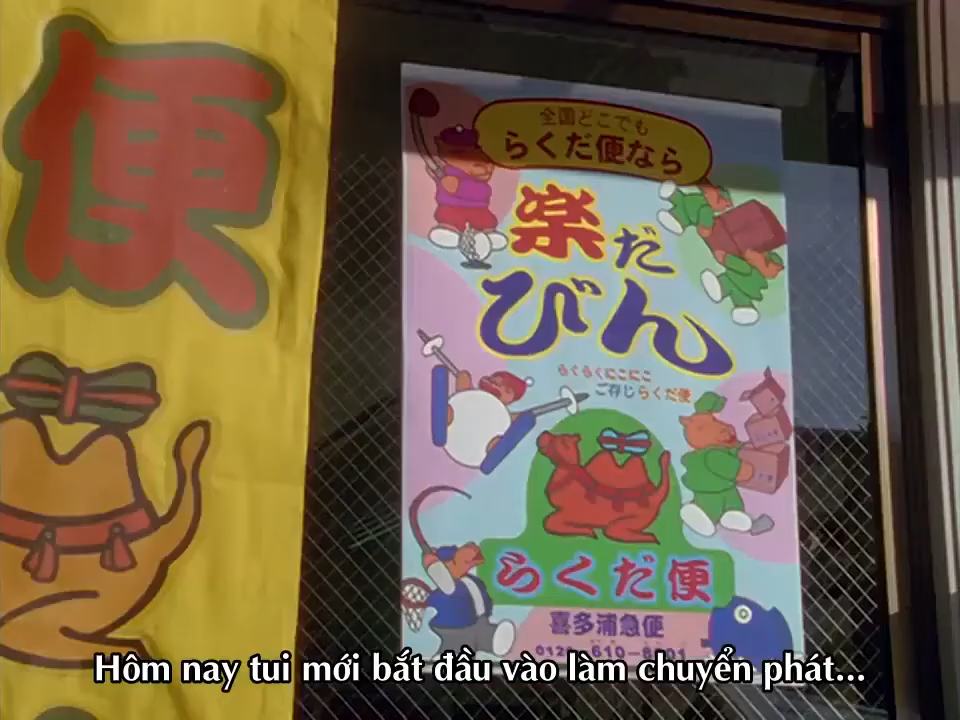 便
全国どこでも
らくだ便なら
楽だ
びん
らくらくにこにこ
ご存じらくだ便
らくだ便
喜多浦急便
Hôm nay tui mới bắt đầu vào làm chuyển phát...